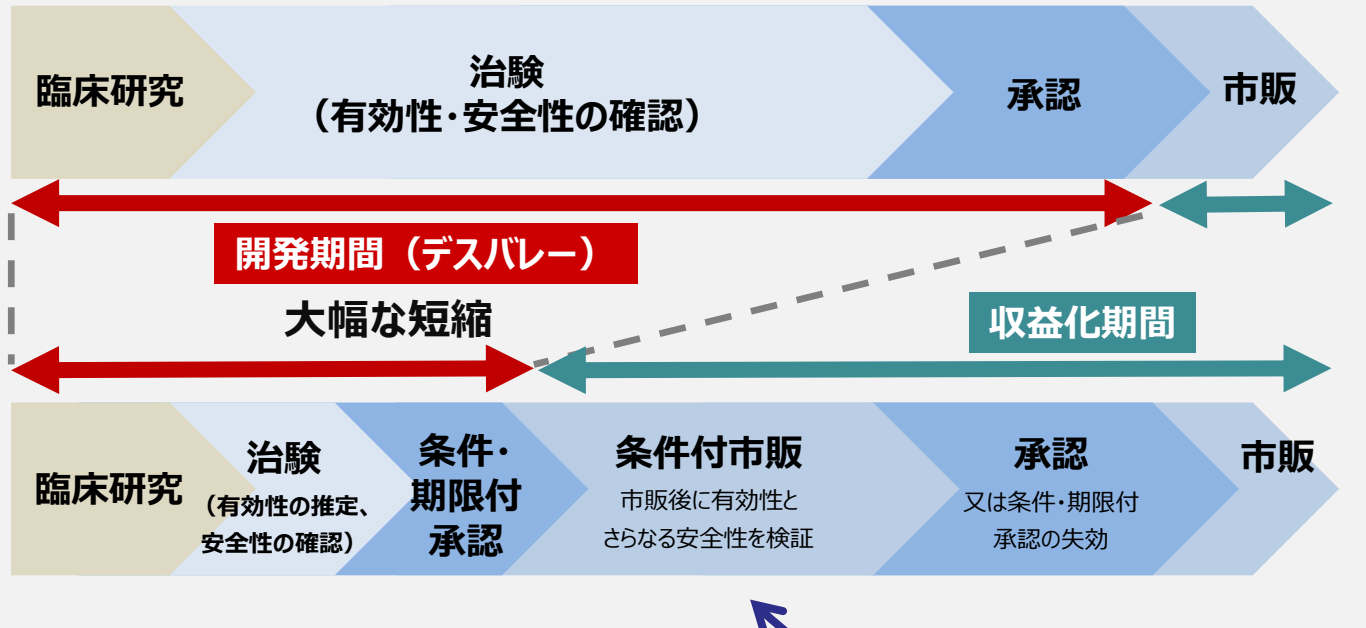 臨床研究
治験
（有効性・安全性の確認）
承認
市販
開発期間（デスバレー）
大幅な短縮
収益化期間
臨床研究
治験
（有効性の推定、
安全性の確認）
条件・
期限付
承認
条件付市販
市販後に有効性と
さらなる安全性を検証
承認
又は条件・期限付
承認の失効
市販